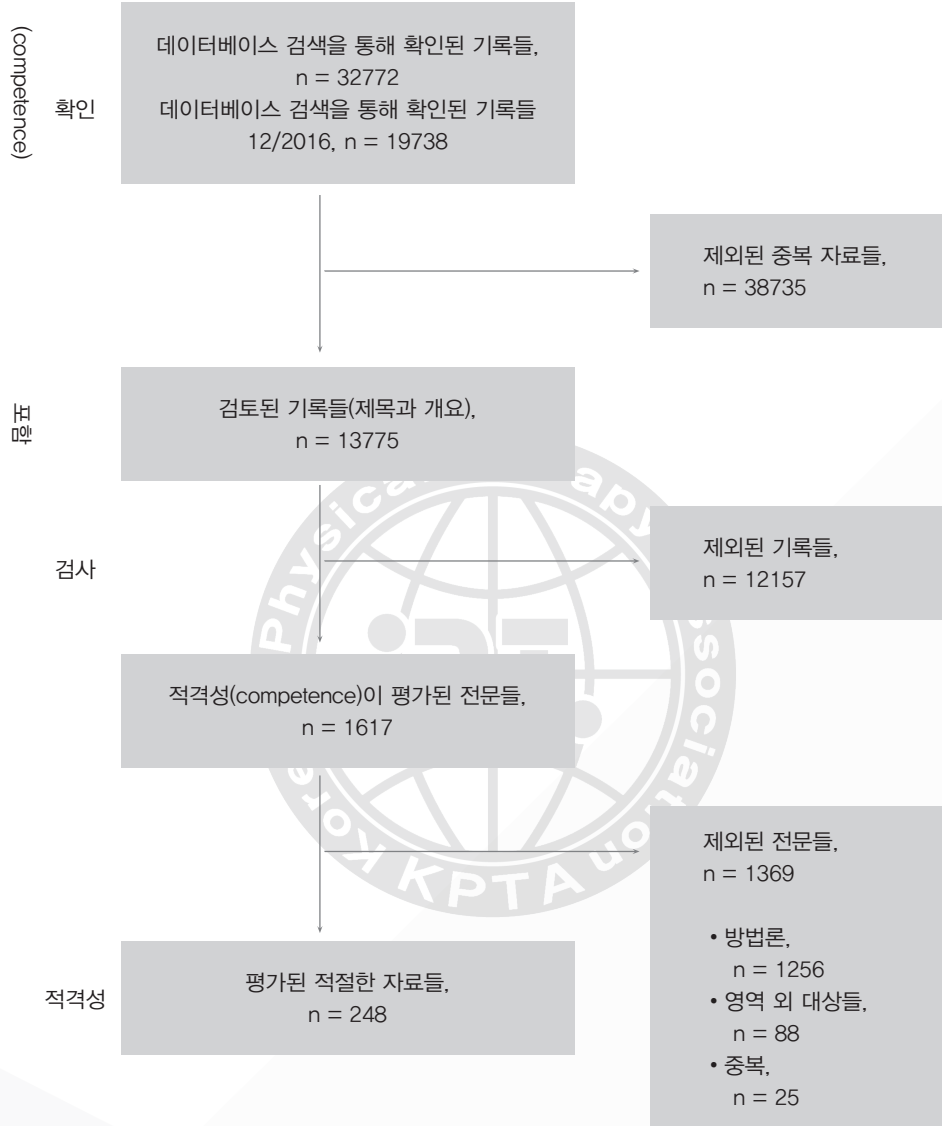 (competence)
확인
데이터베이스 검색을 통해 확인된 기록들,
n = 32772
데이터베이스 검색을 통해 확인된 기록들
12/2016, n = 19738
제외된 중복 자료들,
n = 38735
포함
검토된 기록들(제목과 개요),
n = 13775
검사
제외된 기록들,
n = 12157
적격성(competence)이 평가된 전문들,
n = 1617
제외된 전문들,
n = 1369
• 방법론,
n = 1256
• 영역 외 대상들,
n = 88
• 중복,
n = 25
적격성
평가된 적절한 자료들,
n = 248
KPTA